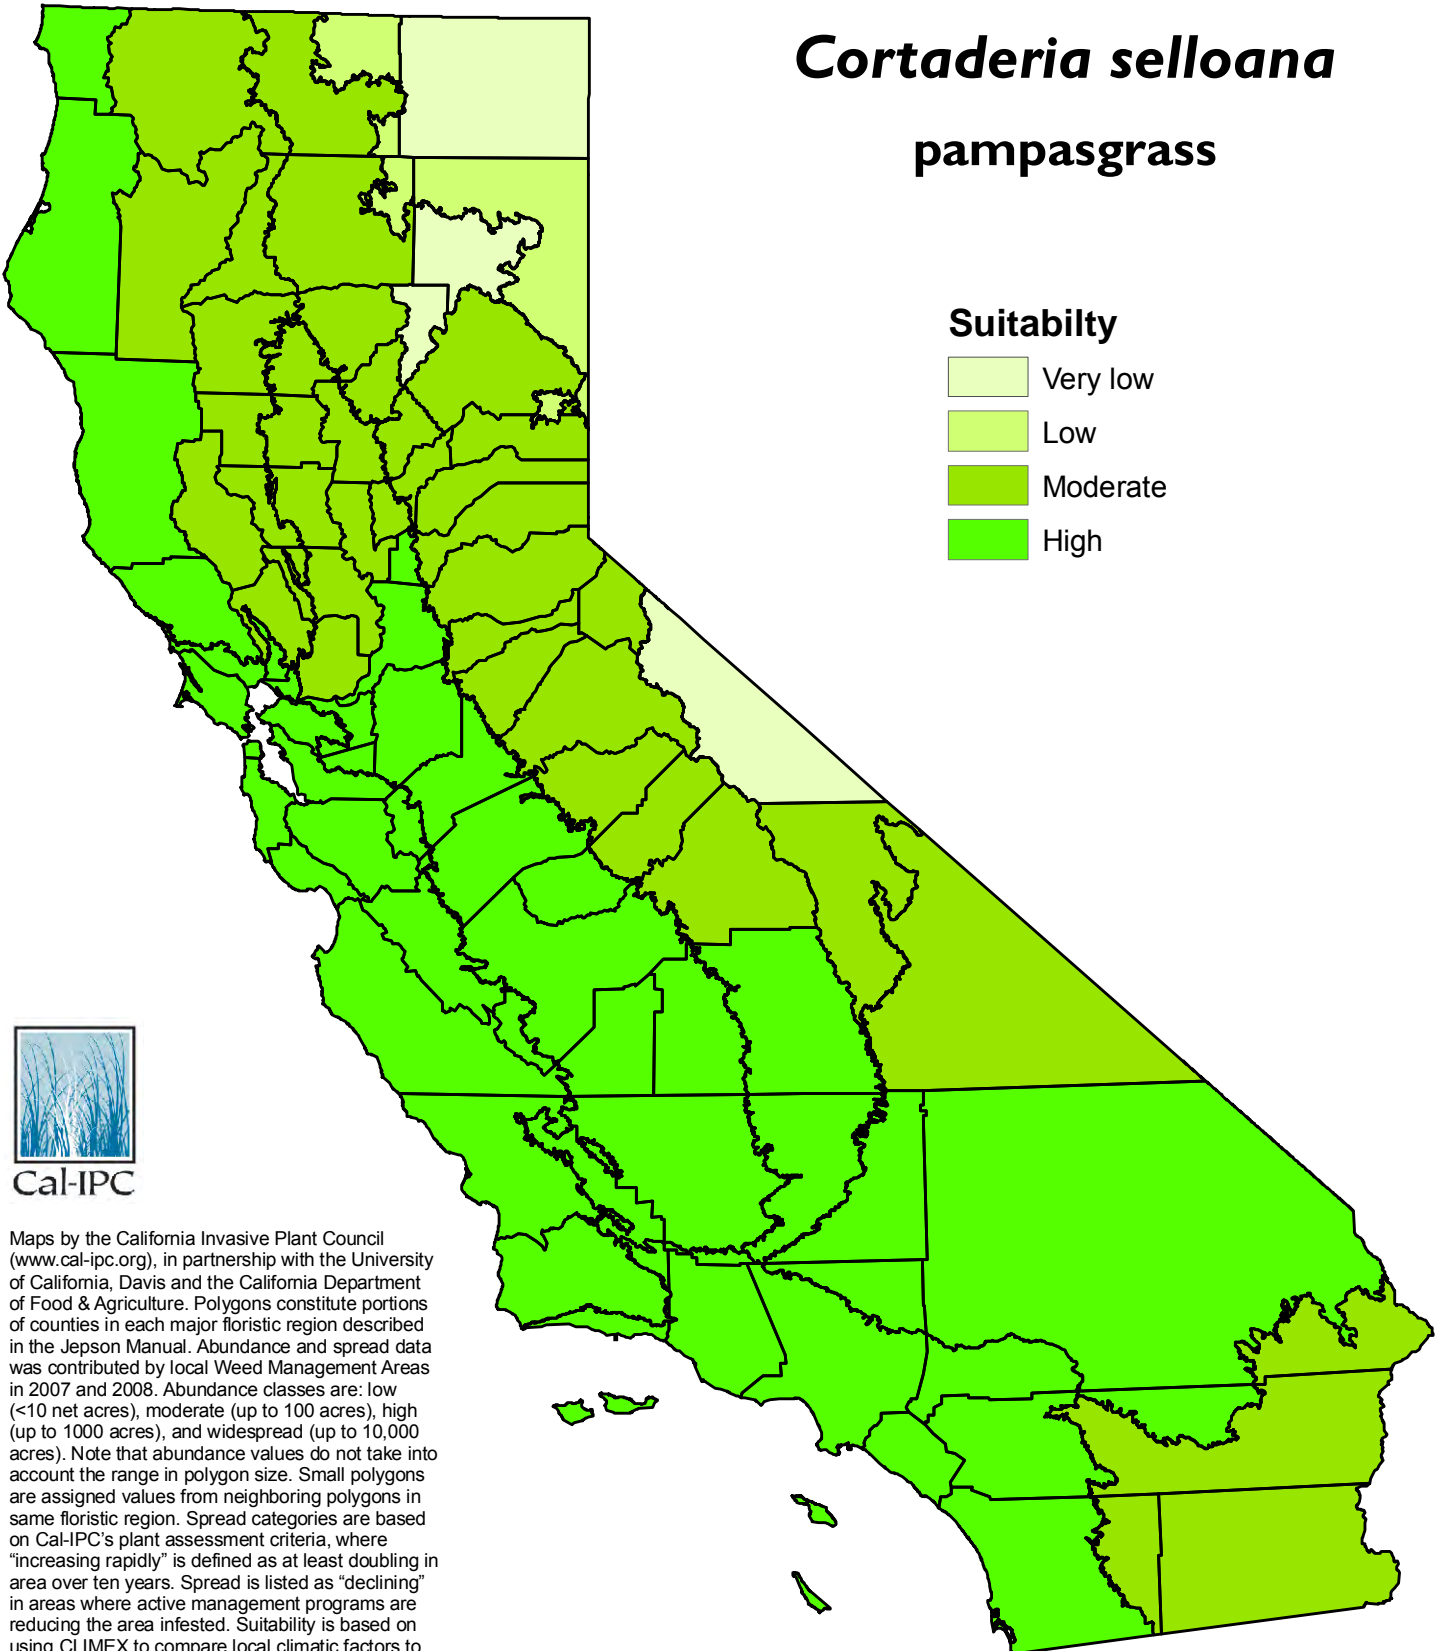 Cortaderia selloana
pampasgrass
Suitabilty
Very low
Low
Moderate
High
Cal-IPC
Maps by the California Invasive Plant Council
(www.cal-ipc.org), in partnership with the University
of California, Davis and the California Department
of Food & Agriculture. Polygons constitute portions
of counties in each major floristic region described
in the Jepson Manual. Abundance and spread data
was contributed by local Weed Management Areas
in 2007 and 2008. Abundance classes are: low
(<10 net acres), moderate (up to 100 acres), high
(up to 1000 acres), and widespread (up to 10,000
acres). Note that abundance values do not take into
account the range in polygon size. Small polygons
are assigned values from neighboring polygons in
same floristic region. Spread categories are based
on Cal-IPC's plant assessment criteria, where
“increasing rapidly” is defined as at least doubling in
area over ten years. Spread is listed as “declining”
in areas where active management programs are
reducing the area infested. Suitability is based on
using CLIMEX to compare local climatic factors to